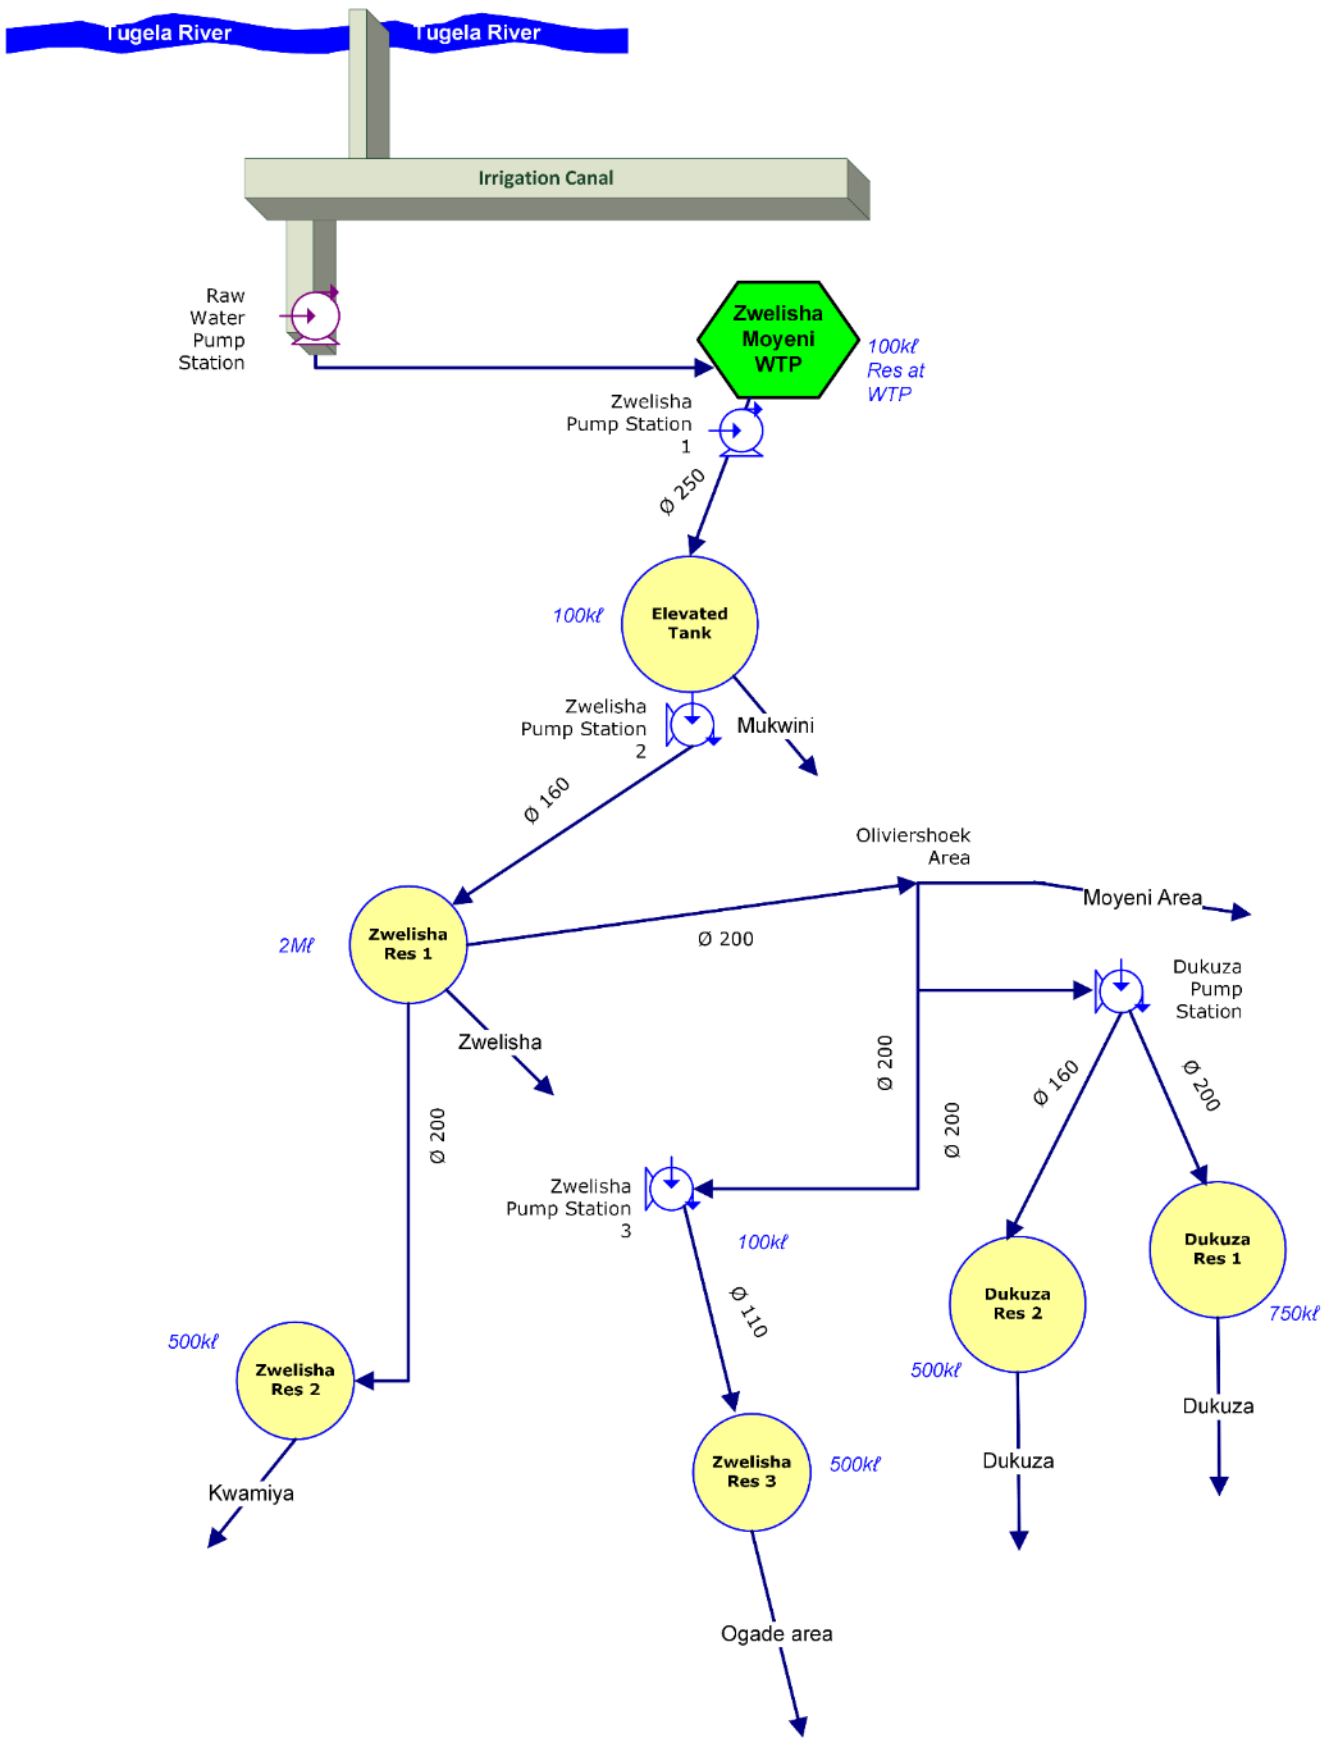 Tugela River
Tugela River
Irrigation Canal
Raw
Water
Pump
Station
Zwelisha
Moyeni
WTP
100kℓ
Res at
WTP
Zwelisha
Pump Station
1
Ø 250
100kℓ
Elevated
Tank
Zwelisha
Pump Station
2
Mukwini
Ø 160
Oliviershoek
Area
Moyeni Area
2Mℓ
Zwelisha
Res 1
Ø 200
Dukuza
Pump
Station
Zwelisha
Ø 200
Ø 200
Ø 200
Ø 160
Ø 200
Zwelisha
Pump Station
3
100kℓ
Dukuza
Res 1
Dukuza
Res 2
750kℓ
Ø 110
500kℓ
Zwelisha
Res 2
500kℓ
Dukuza
Zwelisha
Res 3
500kℓ
Dukuza
Kwamiya
Ogade area